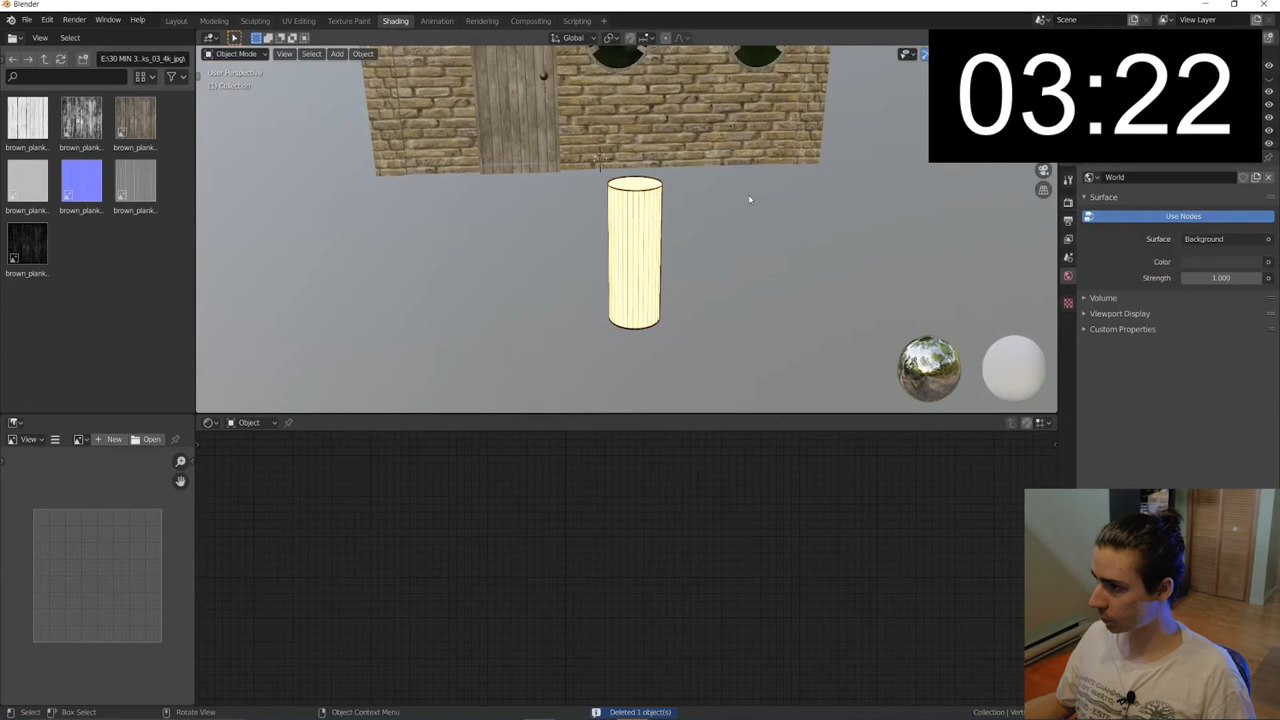 Blender
File Edit Render Window Help
Layout Modeling Sculpting UV Editing Texture Paint Shading Animation Rendering Compositing Scripting +
Scene
View Layer
View Select
Global
E:\30 MIN 3..ks_03_4k_jpg\
Object Mode View Select Add Object
User Perspective
(1) Collection
03:22
brown_plank.. brown_plank.. brown_plank..
brown_plank.. brown_plank.. brown_plank..
brown_plank..
World
Surface
Use Nodes
Surface Background
Color
Strength 1.000
Volume
Viewport Display
Custom Properties
Object
View + New Open
Select Box Select Rotate View Object Context Menu Deleted 1 object(s) Collection | Vert